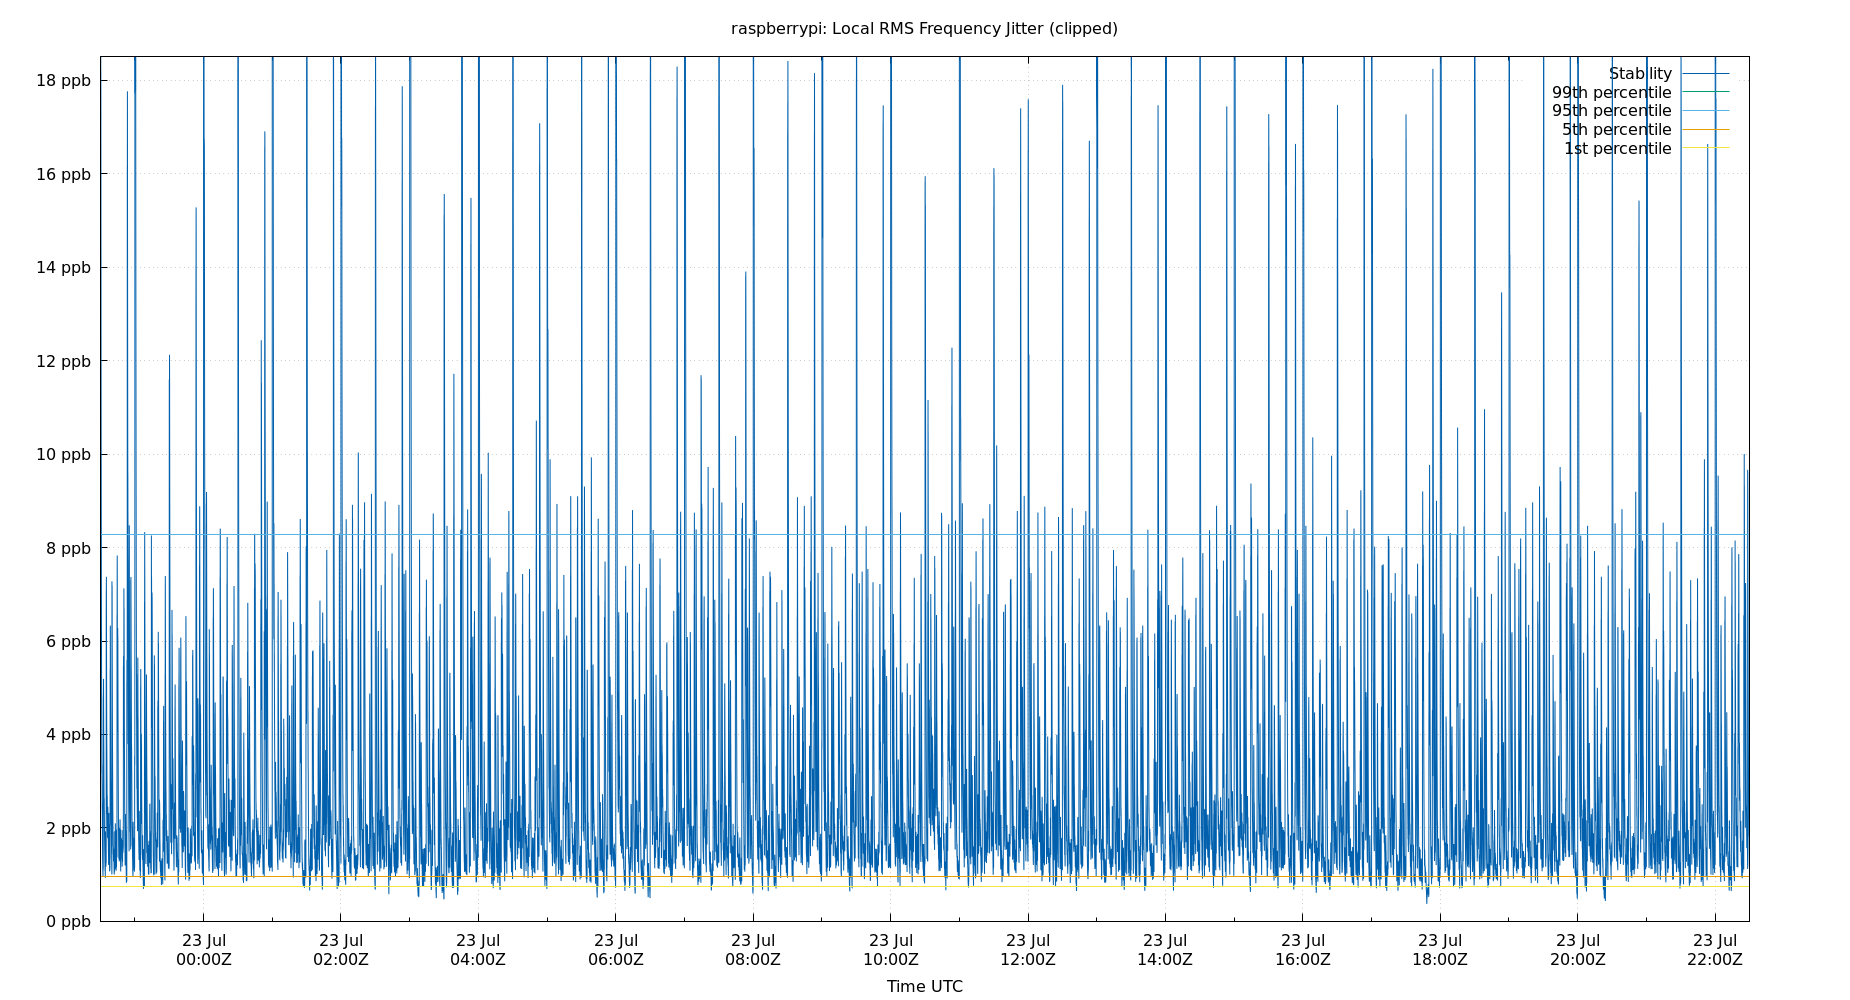 raspberrypi: Local RMS Frequency Jitter (clipped)
18 ppb
16 ppb
14 ppb
12 ppb
10 ppb
8 ppb
6 ppb
4 ppb
2 ppb
0 ppb
Stability
99th percentile
95th percentile
5th percentile
1st percentile
23 Jul 23 Jul 23 Jul 23 Jul 23 Jul 23 Jul 23 Jul 23 Jul 23 Jul 23 Jul 23 Jul 23 Jul
00:00Z 02:00Z 04:00Z 06:00Z 08:00Z 10:00Z 12:00Z 14:00Z 16:00Z 18:00Z 20:00Z 22:00Z
Time UTC